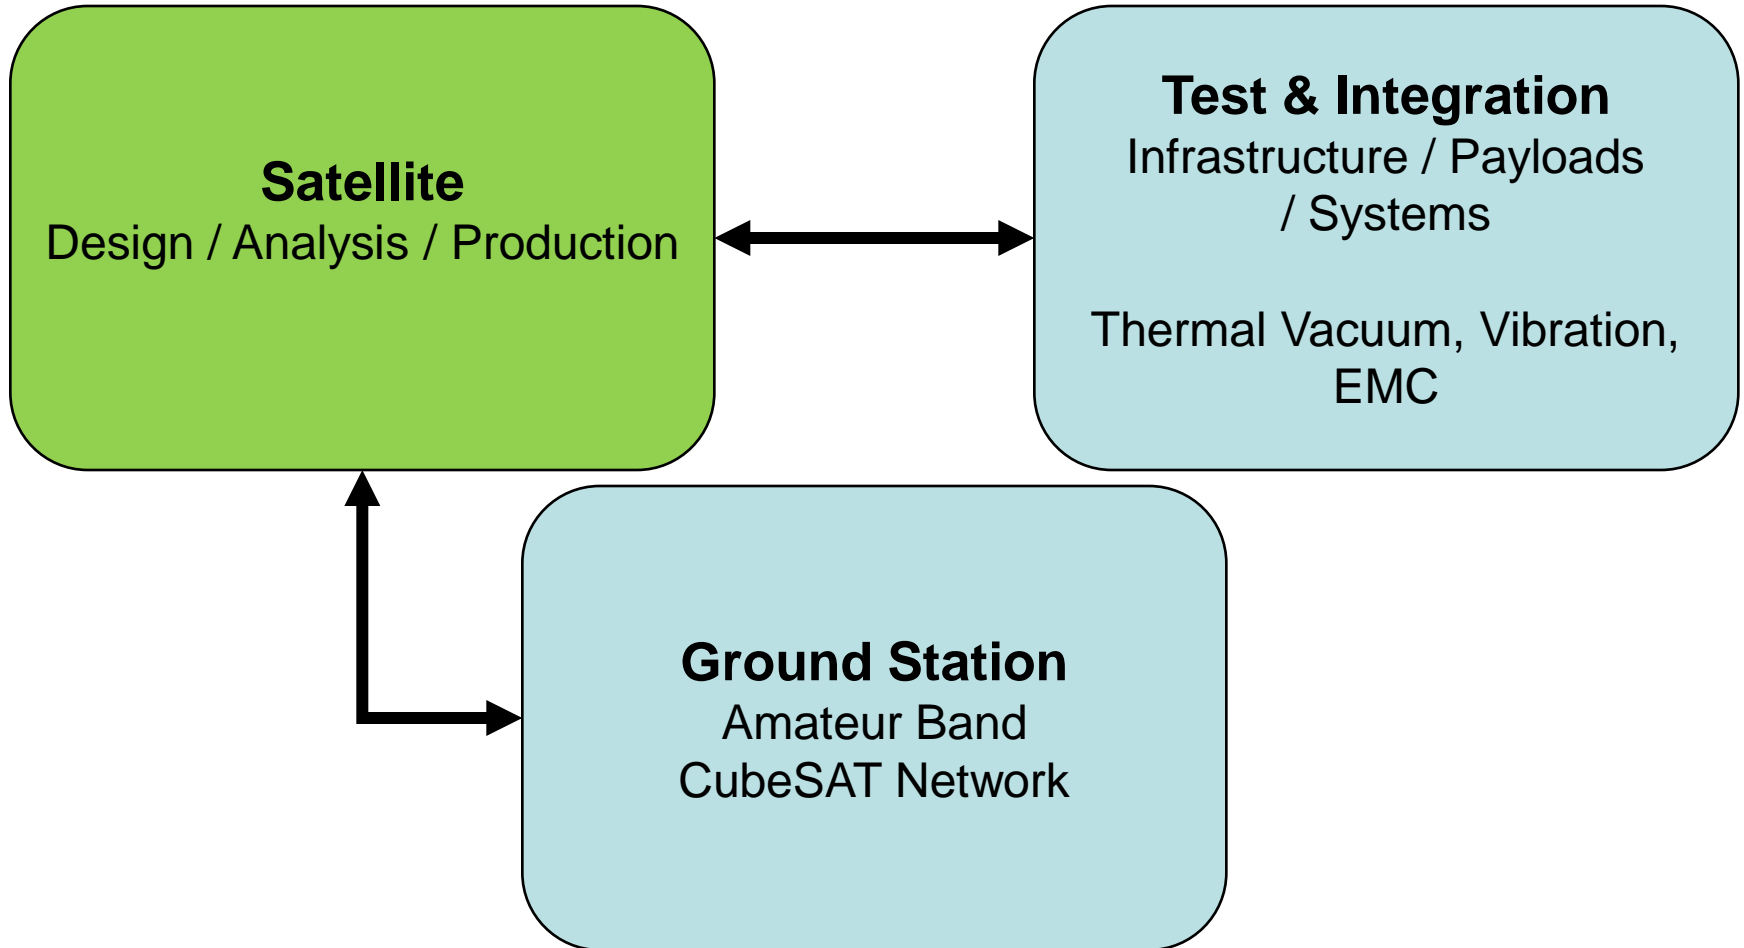 Satellite
Design / Analysis / Production
Test & Integration
Infrastructure / Payloads
/ Systems
Thermal Vacuum, Vibration,
EMC
Ground Station
Amateur Band
CubeSAT Network